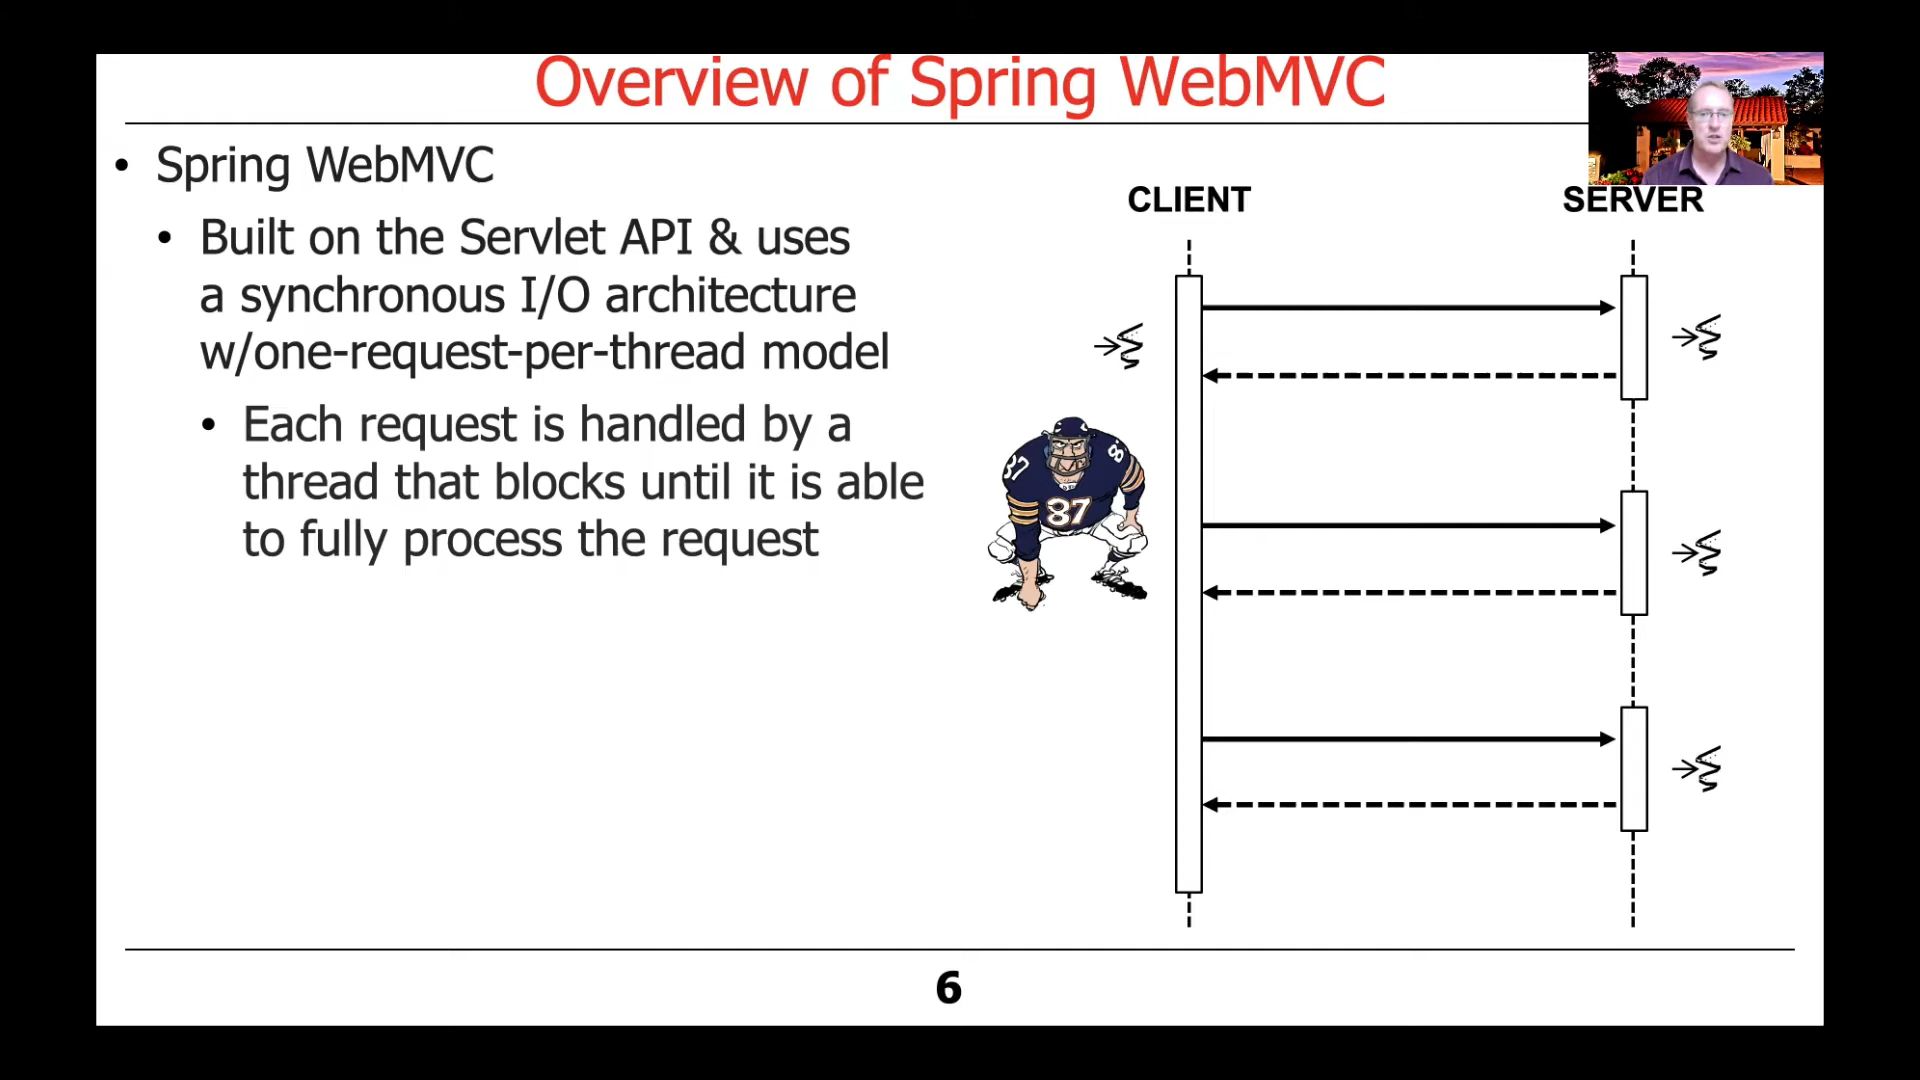 Overview of Spring WebMVC
• Spring WebMVC
• Built on the Servlet API & uses
a synchronous I/O architecture
w/one-request-per-thread model
• Each request is handled by a
thread that blocks until it is able
to fully process the request
CLIENT
SERVER
37
8
87
6